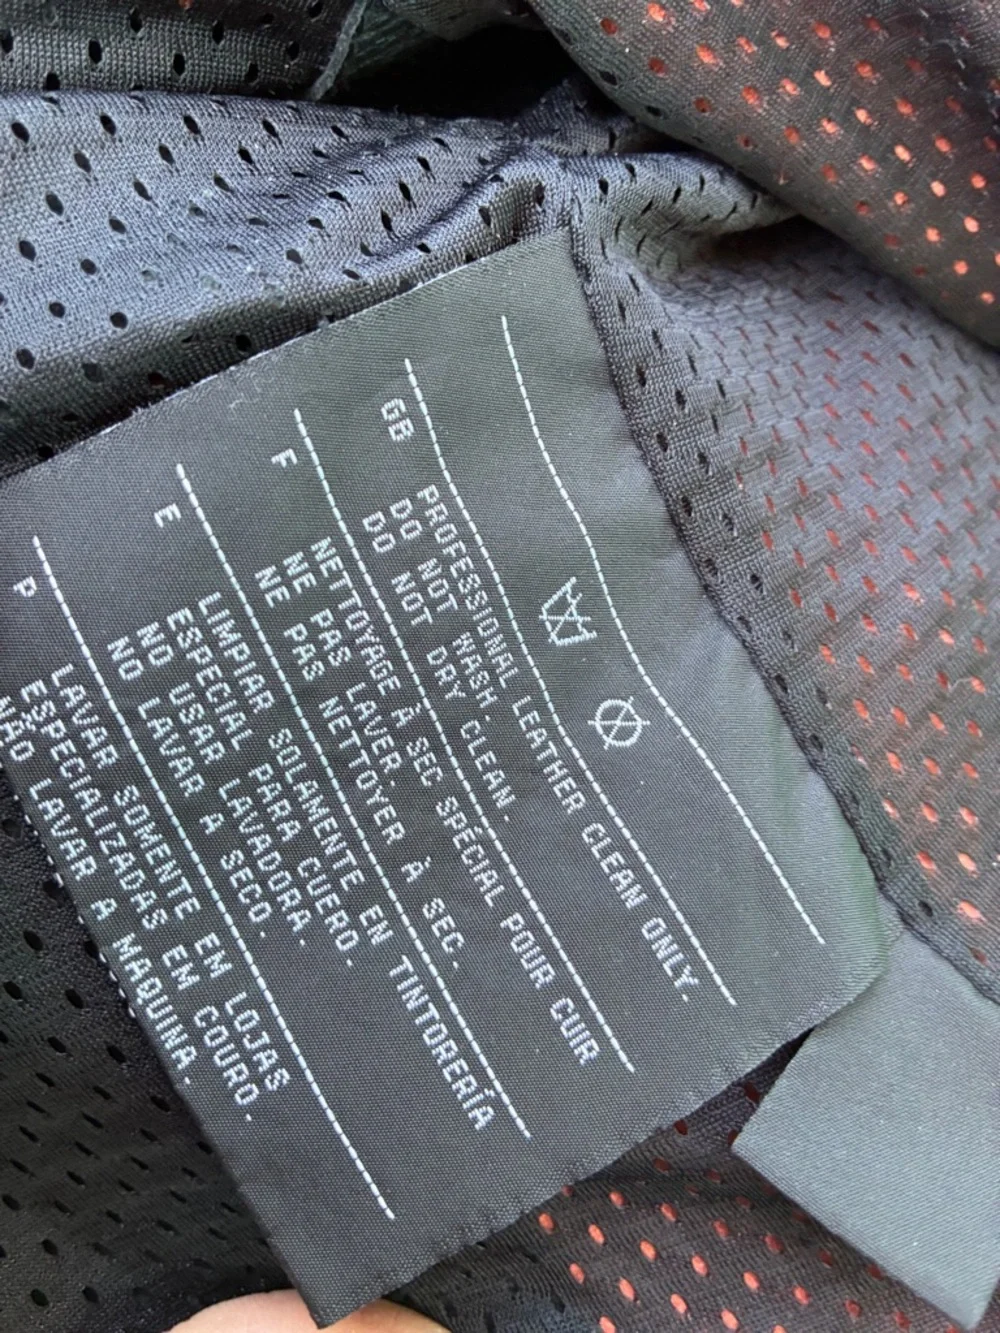 GB
PROFESSIONAL LEATHER CLEAN ONLY.
DO NOT WASH.
DO NOT DRY CLEAN.
F
NETTOYAGE À SEC SPÉCIAL POUR CUIR
NE PAS LAVER.
NE PAS NETTOYER À SEC.
E
LIMPIAR SOLAMENTE EN TINTORERÍA
ESPECIAL PARA CUERO.
NO USAR LAVADORA.
NO LAVAR A SECO.
P
LAVAR SOMENTE EM LOJAS
ESPECIALIZADAS EM COURO.
NÃO LAVAR A MAQUINA.